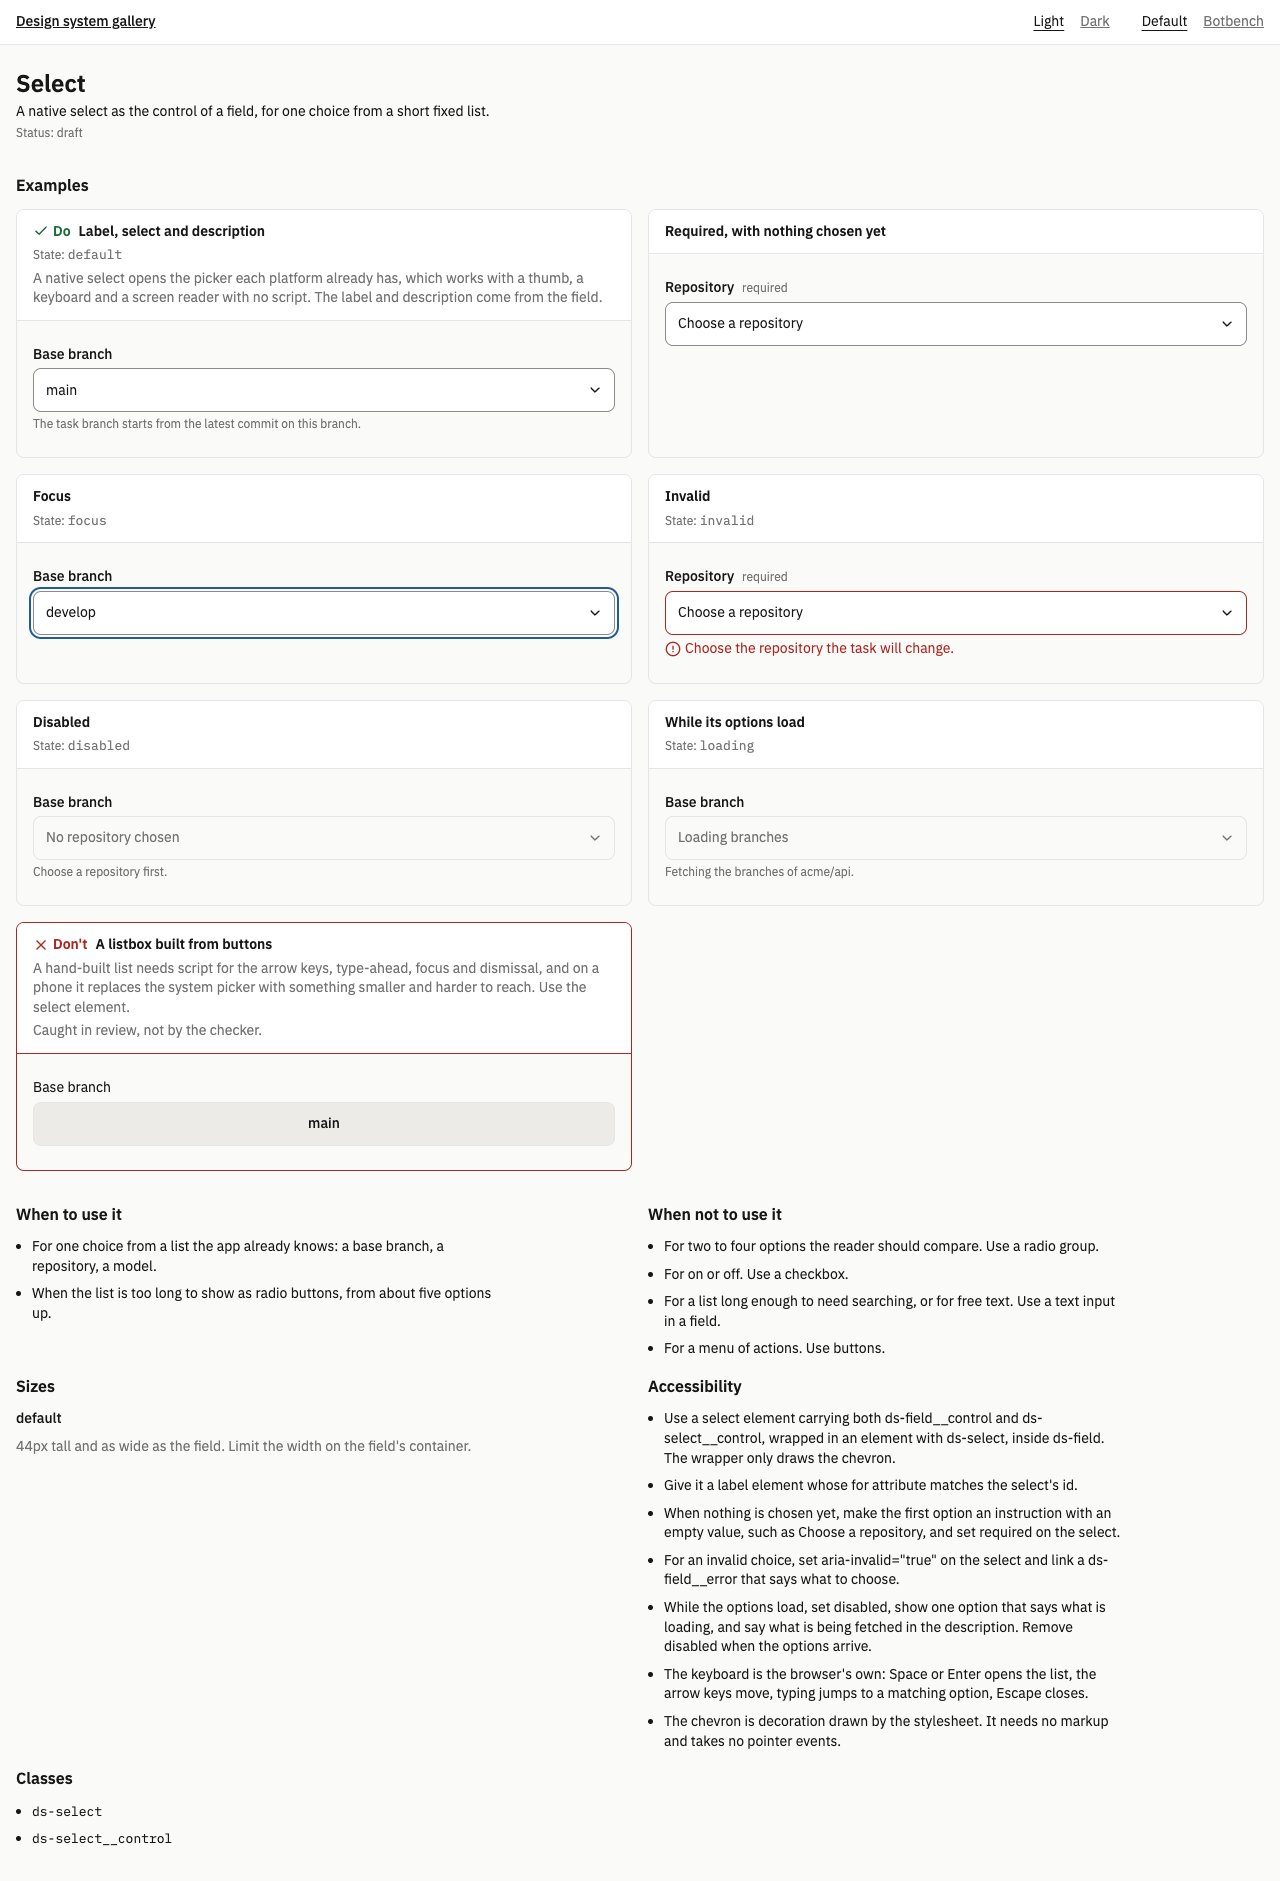 Design system gallery
Light Dark Default Botbench
Select
A native select as the control of a field, for one choice from a short fixed list.
Status: draft
Examples
Do Label, select and description
State: default
A native select opens the picker each platform already has, which works with a thumb, a
keyboard and a screen reader with no script. The label and description come from the field.
Base branch
main
The task branch starts from the latest commit on this branch.
Required, with nothing chosen yet
Repository required
Choose a repository
Focus
State: focus
Base branch
develop
Invalid
State: invalid
Repository required
Choose a repository
Choose the repository the task will change.
Disabled
State: disabled
Base branch
No repository chosen
Choose a repository first.
While its options load
State: loading
Base branch
Loading branches
Fetching the branches of acme/api.
Don't A listbox built from buttons
A hand-built list needs script for the arrow keys, type-ahead, focus and dismissal, and on a
phone it replaces the system picker with something smaller and harder to reach. Use the
select element.
Caught in review, not by the checker.
Base branch
main
When to use it
For one choice from a list the app already knows: a base branch, a
repository, a model.
When the list is too long to show as radio buttons, from about five options
up.
When not to use it
For two to four options the reader should compare. Use a radio group.
For on or off. Use a checkbox.
For a list long enough to need searching, or for free text. Use a text input
in a field.
For a menu of actions. Use buttons.
Sizes
default
44px tall and as wide as the field. Limit the width on the field's container.
Accessibility
Use a select element carrying both ds-field__control and ds-
select__control, wrapped in an element with ds-select, inside ds-field.
The wrapper only draws the chevron.
Give it a label element whose for attribute matches the select's id.
When nothing is chosen yet, make the first option an instruction with an
empty value, such as Choose a repository, and set required on the select.
For an invalid choice, set aria-invalid="true" on the select and link a ds-
field__error that says what to choose.
While the options load, set disabled, show one option that says what is
loading, and say what is being fetched in the description. Remove
disabled when the options arrive.
The keyboard is the browser's own: Space or Enter opens the list, the
arrow keys move, typing jumps to a matching option, Escape closes.
The chevron is decoration drawn by the stylesheet. It needs no markup
and takes no pointer events.
Classes
ds-select
ds-select__control